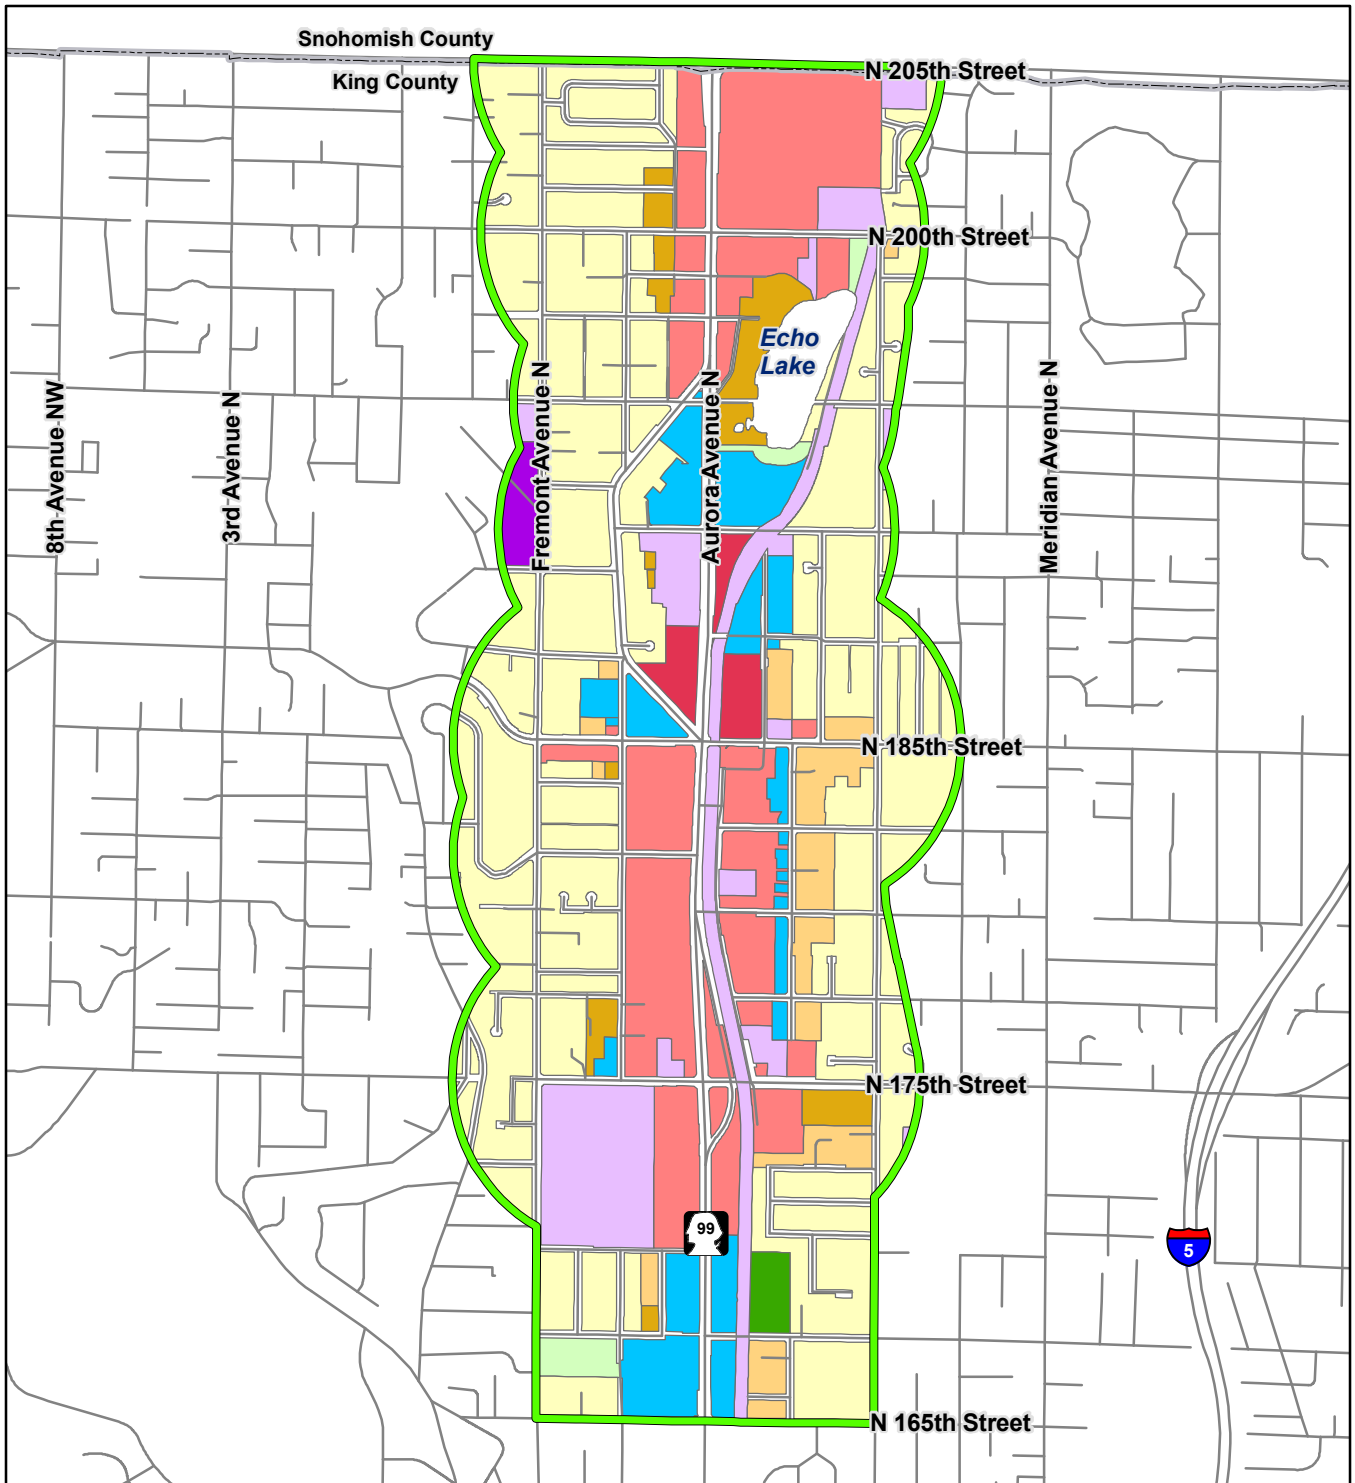 Snohomish County
King County
N 205th Street
N 200th Street
Echo
Lake
8th Avenue NW
3rd Avenue N
Fremont Avenue N
Aurora Avenue N
Meridian Avenue N
N 185th Street
N 175th Street
99
5
N 165th Street